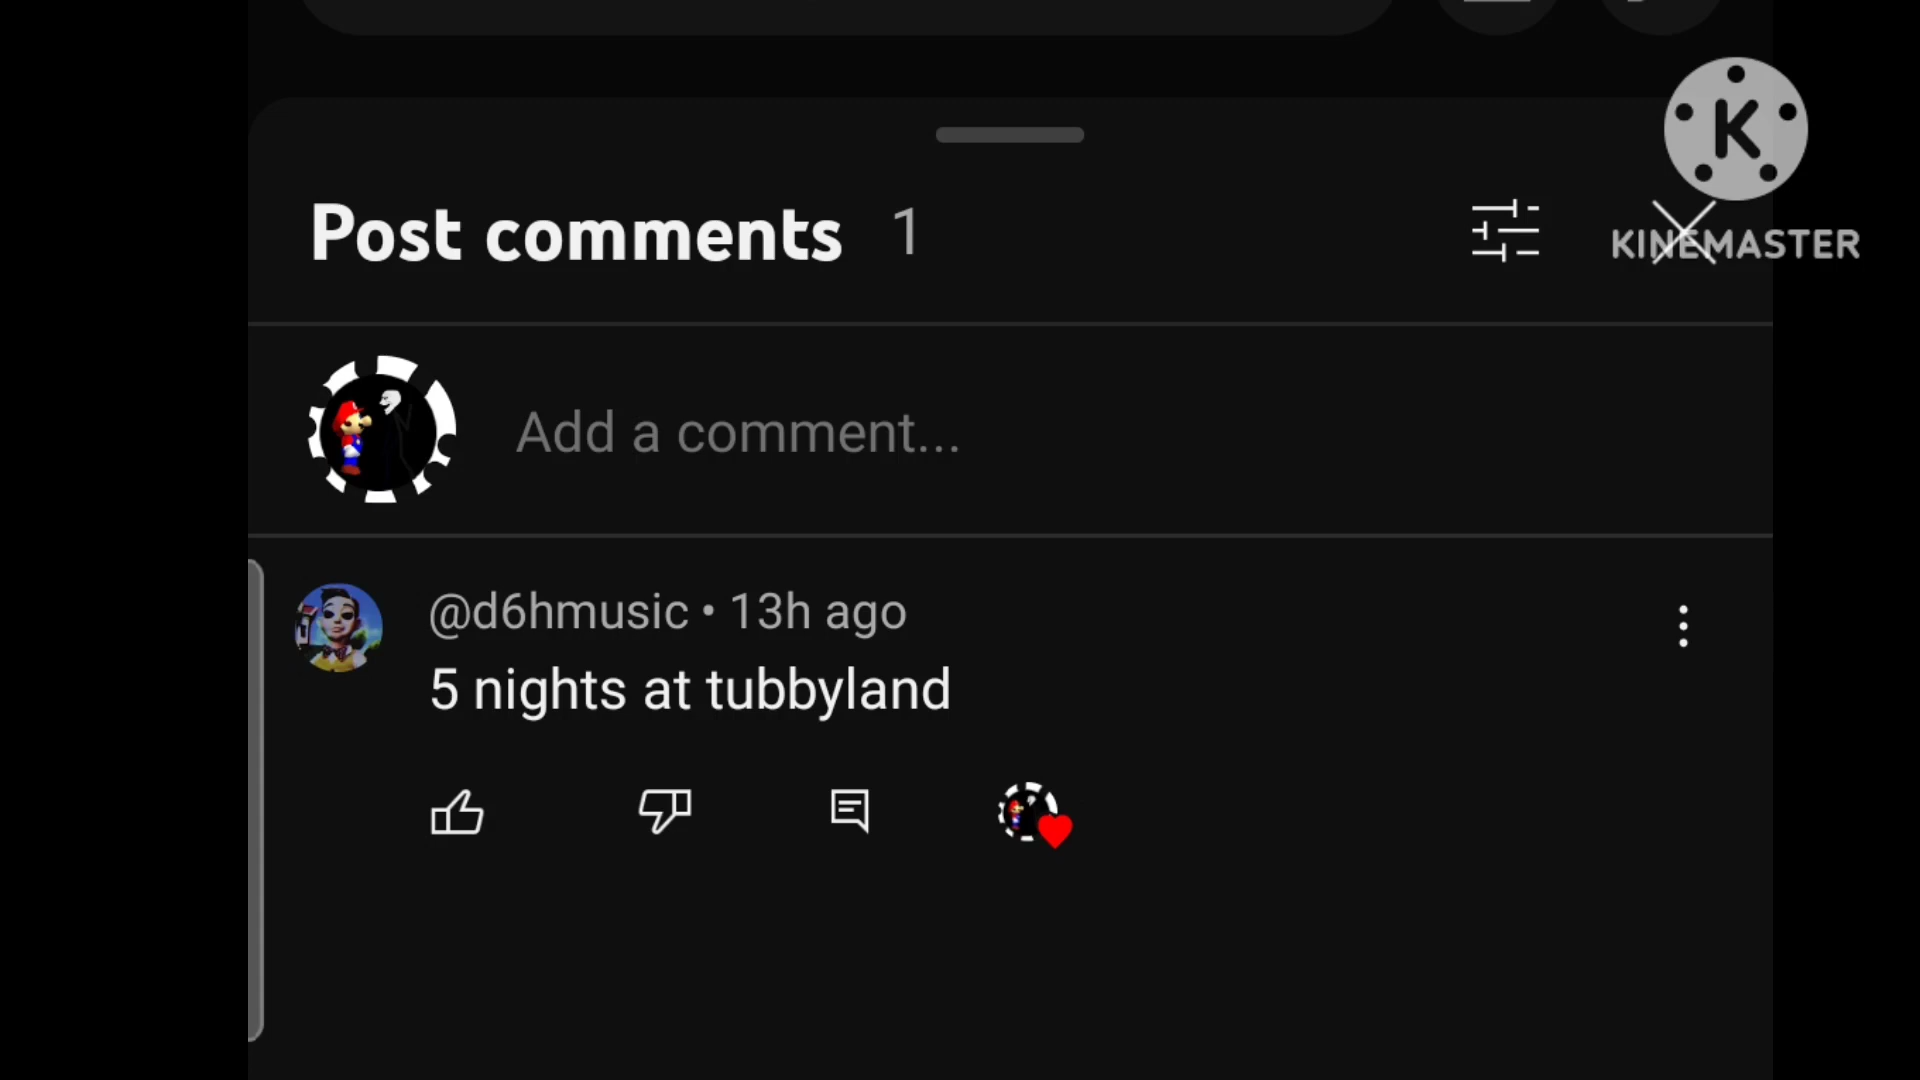 K
KINEMASTER
Post comments 1
Add a comment...
@d6hmusic • 13h ago
5 nights at tubbyland